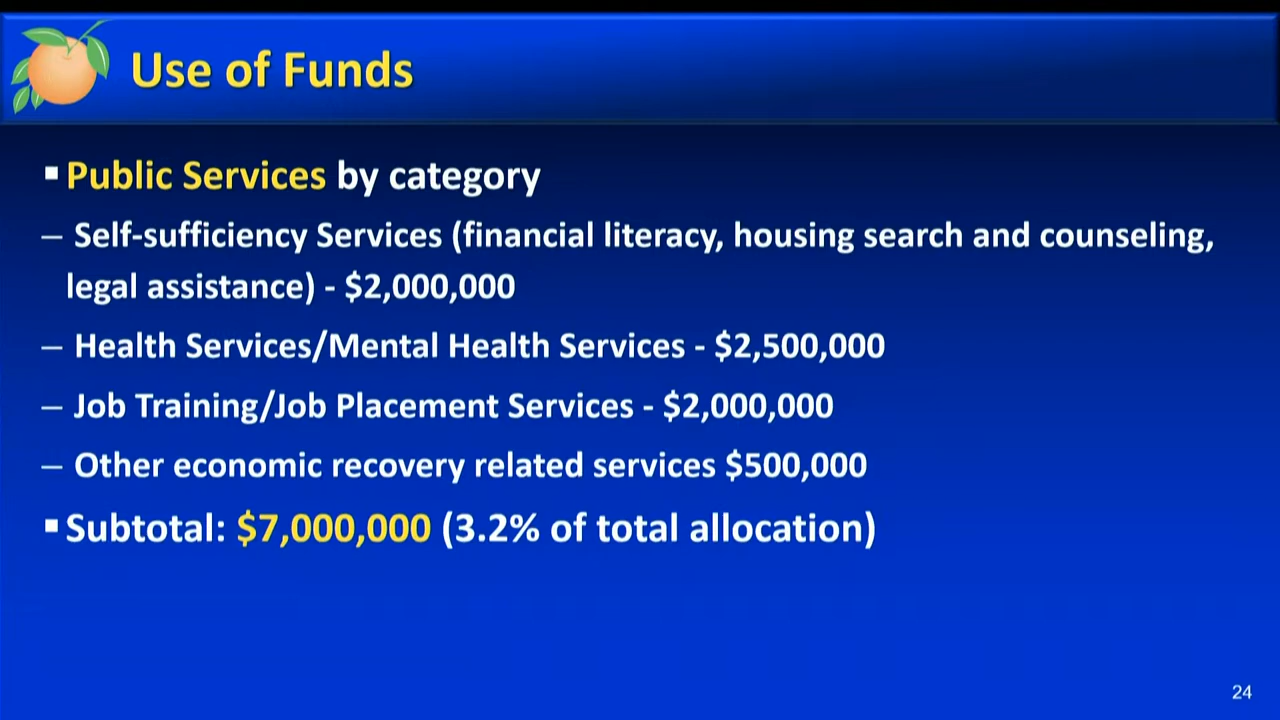 Use of Funds
▪ Public Services by category
– Self-sufficiency Services (financial literacy, housing search and counseling,
legal assistance) - $2,000,000
– Health Services/Mental Health Services - $2,500,000
– Job Training/Job Placement Services - $2,000,000
– Other economic recovery related services $500,000
▪ Subtotal: $7,000,000 (3.2% of total allocation)
24